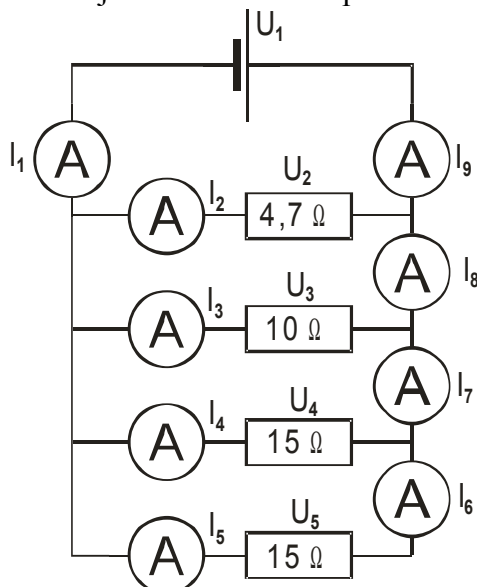 U1
I1 A A I9
I2 U2
A 4,7 Ω
A I8
I3 U3
A 10 Ω
A I7
I4 U4
A 15 Ω
A I6
I5 U5
A 15 Ω